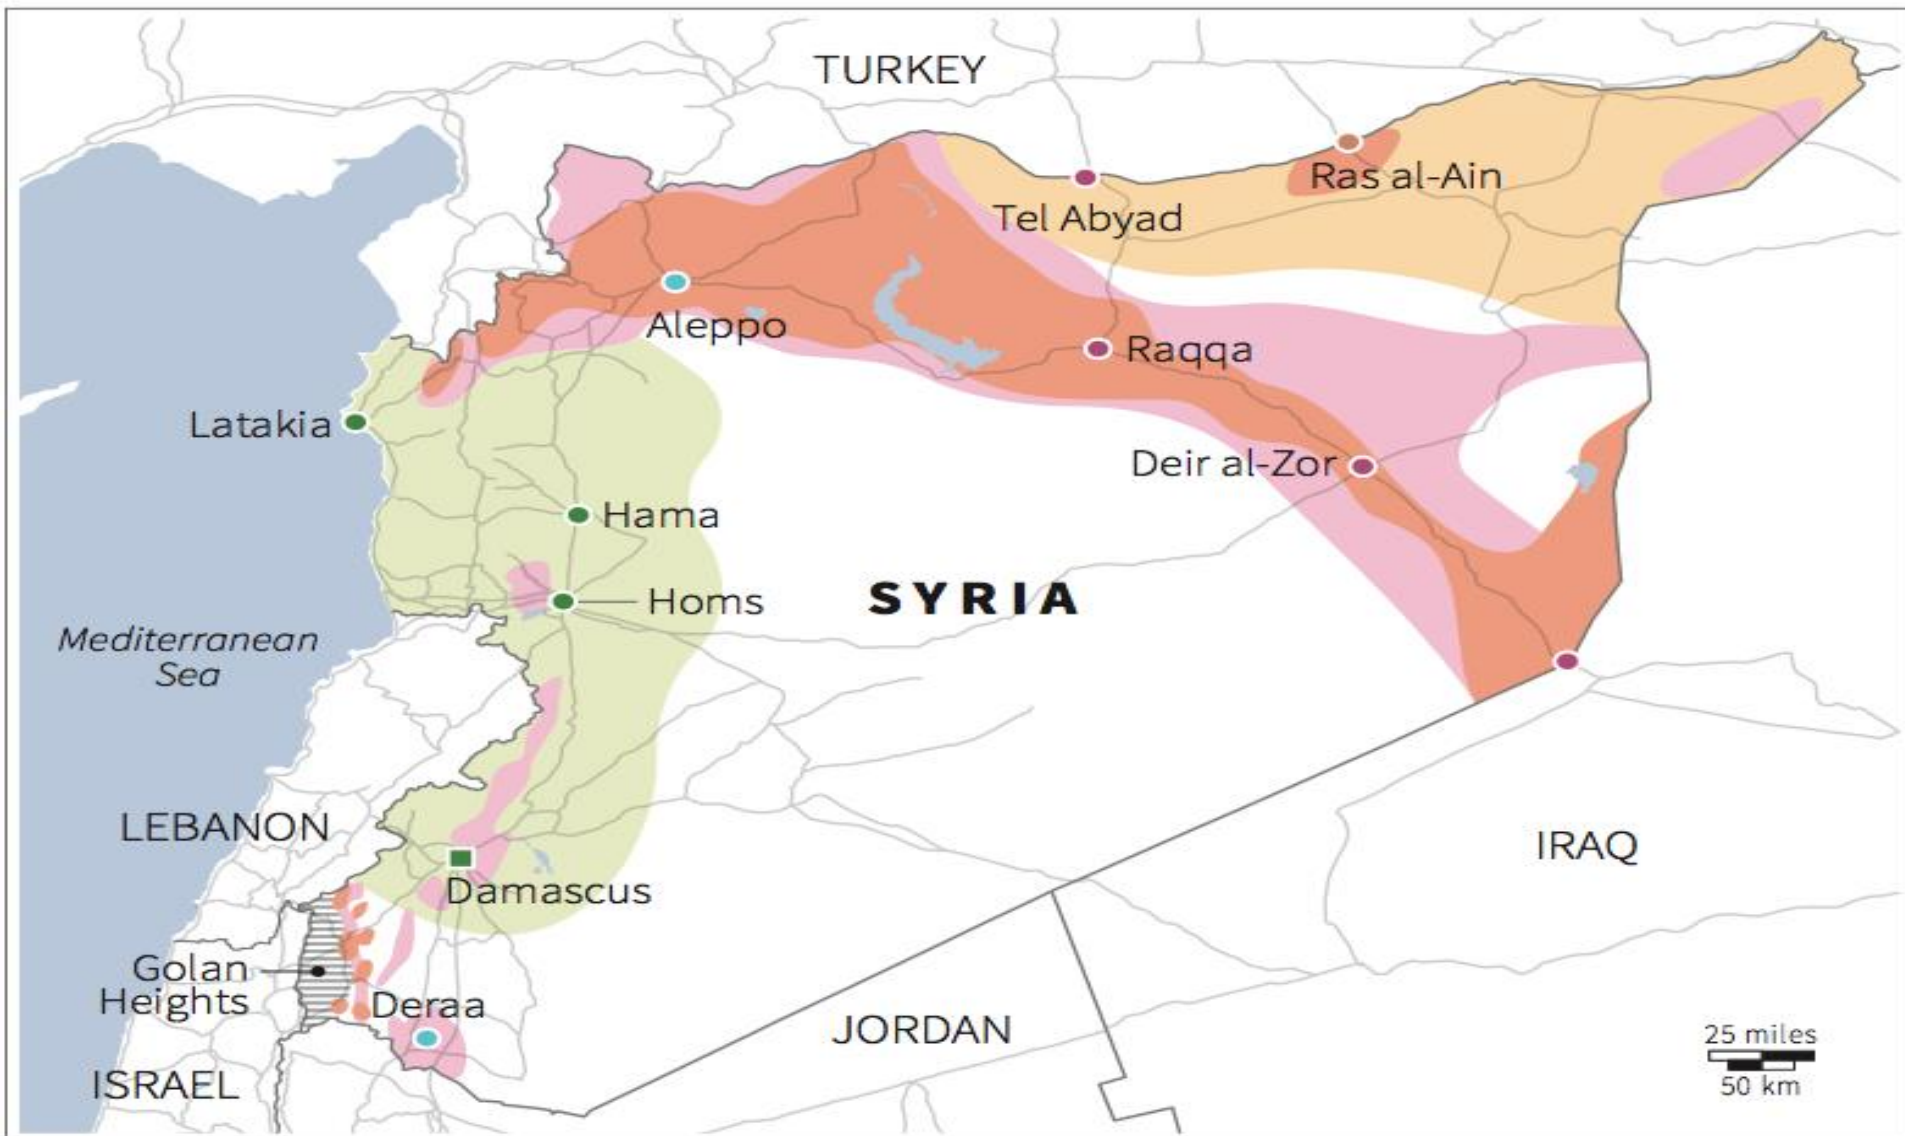 TURKEY
Ras al-Ain
Tel Abyad
Aleppo
Raqqa
Latakia
Deir al-Zor
Hama
SYRIA
Homs
Mediterranean
Sea
LEBANON
IRAQ
Damascus
Golan
Heights
Deraa
JORDAN
25 miles
50 km
ISRAEL